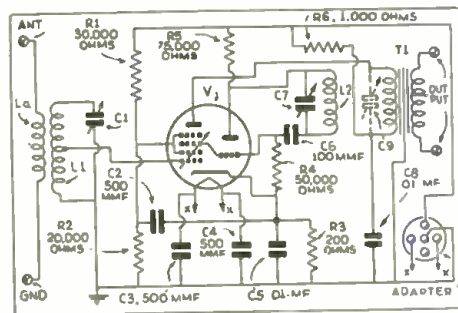 ANT
R1
30,000
OHMS
R5
75,000
OHMS
R6, 1,000 OHMS
T1
La
L1
C1
V1
C7
L2
C9
OUT
PUT
C2
500
MMF
C6
100 MMF
R4
50,000
OHMS
C8
.01 MF
R2
20,000
OHMS
C4
500
MMF
R3
200
OHMS
X
X
X
X
GND
C3, 500 MMF
C5 .01-MF
ADAPTER